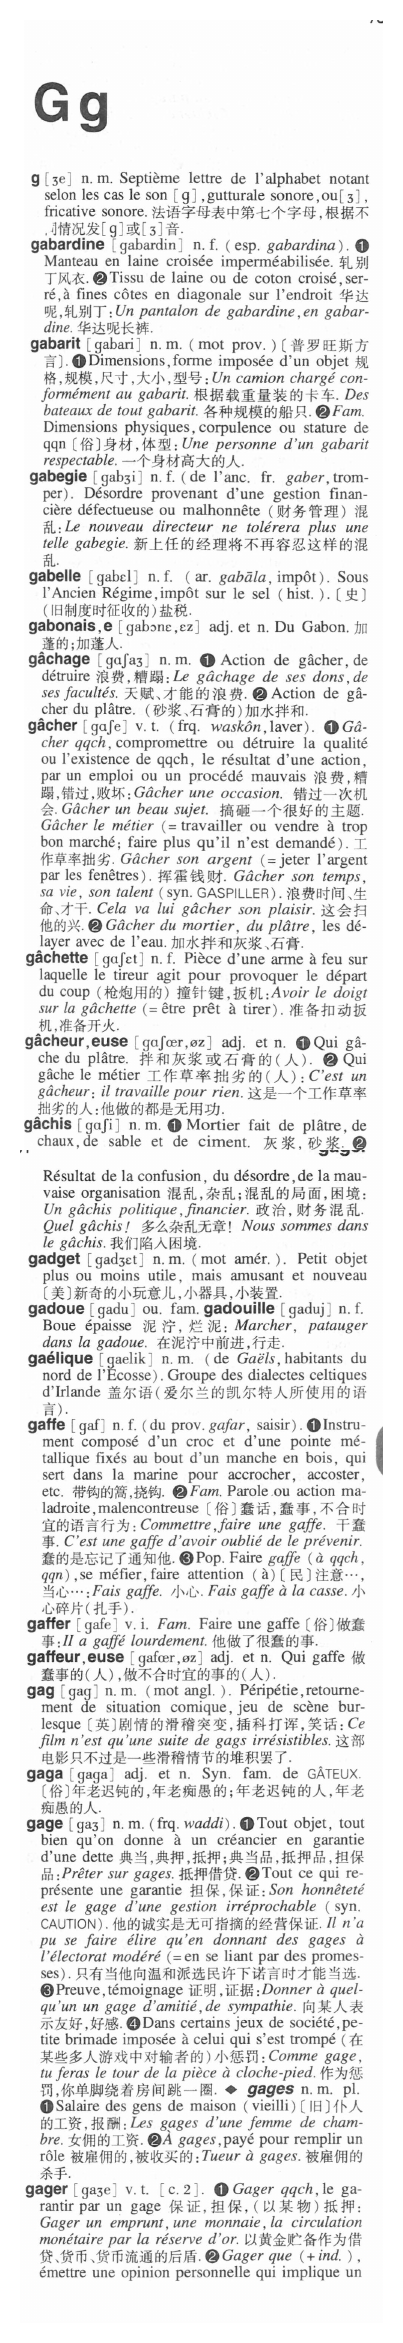 G g
g [ʒe] n. m. Septième lettre de l'alphabet notant
selon les cas le son [g],gutturale sonore,ou[ʒ],
fricative sonore. 法语字母表中第七个字母,根据不
情况发[g]或[ʒ]音.
gabardine [gabardin] n. f. ( esp. gabardina). ❶
Manteau en laine croisée imperméabilisée. 轧别
丁风衣. ❷Tissu de laine ou de coton croisé,ser-
ré,à fines côtes en diagonale sur l'endroit 华达
呢,轧别丁:Un pantalon de gabardine,en gabar-
dine. 华达呢长裤.
gabarit [gabari] n. m. ( mot prov. ) [普罗旺斯方
言]. ❶Dimensions,forme imposée d'un objet 规
格,规模,尺寸,大小,型号:Un camion chargé con-
formément au gabarit. 根据载重量装的卡车. Des
bateaux de tout gabarit. 各种规模的船只. ❷Fam.
Dimensions physiques,corpulence ou stature de
qqn [俗]身材,体型:Une personne d'un gabarit
respectable. 一个身材高大的人.
gabegie [gabʒi] n. f. ( de l'anc. fr. gaber,trom-
per). Désordre provenant d'une gestion finan-
cière défectueuse ou malhonnête (财务管理) 混
乱:Le nouveau directeur ne tolérera plus une
telle gabegie. 新上任的经理将不再容忍这样的混
乱.
gabelle [gabɛl] n. f. ( ar. gabāla, impôt). Sous
l'Ancien Régime,impôt sur le sel ( hist. ). [史]
(旧制度时征收的)盐税.
gabonais,e [gabɔnɛ,ɛz] adj. et n. Du Gabon. 加
蓬的;加蓬人.
gâchage [gɑʃaʒ] n. m. ❶ Action de gâcher, de
détruire 浪费,糟蹋:Le gâchage de ses dons, de
ses facultés. 天赋、才能的浪费. ❷ Action de gâ-
cher du plâtre. (砂浆、石膏的)加水拌和.
gâcher [gɑʃe] v. t. (frq. waskôn,laver). ❶Gâ-
cher qqch, compromettre ou détruire la qualité
ou l'existence de qqch, le résultat d'une action,
par un emploi ou un procédé mauvais 浪费,糟
蹋,错过,败坏:Gâcher une occasion. 错过一次机
会. Gâcher un beau sujet. 搞砸一个很好的主题.
Gâcher le métier (= travailler ou vendre à trop
bon marché; faire plus qu'il n'est demandé). 工
作草率拙劣. Gâcher son argent (=jeter l'argent
par les fenêtres). 挥霍钱财. Gâcher son temps,
sa vie, son talent ( syn. GASPILLER). 浪费时间、生
命、才干. Cela va lui gâcher son plaisir. 这会扫
他的兴. ❷ Gâcher du mortier, du plâtre, les dé-
layer avec de l'eau. 加水拌和灰浆、石膏.
gâchette [gɑʃɛt] n. f. Pièce d'une arme à feu sur
laquelle le tireur agit pour provoquer le départ
du coup (枪炮用的) 撞针键,扳机:Avoir le doigt
sur la gâchette (= être prêt à tirer). 准备扣动扳
机,准备开火.
gâcheur,euse [gɑʃœr,øz] adj. et n. ❶Qui gâ-
che du plâtre. 拌和灰浆或石膏的(人). ❷ Qui
gâche le métier 工作草率拙劣的(人):C'est un
gâcheur: il travaille pour rien. 这是一个工作草率
拙劣的人:他做的都是无用功.
gâchis [gɑʃi] n. m. ❶ Mortier fait de plâtre, de
chaux, de sable et de ciment. 灰浆,砂浆. ❷
Résultat de la confusion, du désordre,de la mau-
vaise organisation 混乱,杂乱;混乱的局面,困境:
Un gâchis politique,financier. 政治,财务混乱.
Quel gâchis! 多么杂乱无章! Nous sommes dans
le gâchis. 我们陷入困境.
gadget [gadʒɛt] n. m. ( mot amér. ). Petit objet
plus ou moins utile, mais amusant et nouveau
[美]新奇的小玩意儿,小器具,小装置.
gadoue [gadu] ou. fam. gadouille [gaduj] n. f.
Boue épaisse 泥泞,烂泥: Marcher, patauger
dans la gadoue. 在泥泞中前进,行走.
gaélique [gaelik] n. m. ( de Gaëls, habitants du
nord de l'Écosse). Groupe des dialectes celtiques
d'Irlande 盖尔语(爱尔兰的凯尔特人所使用的语
言).
gaffe [gaf] n. f. ( du prov. gafar, saisir). ❶Instru-
ment composé d'un croc et d'une pointe mé-
tallique fixés au bout d'un manche en bois, qui
sert dans la marine pour accrocher, accoster,
etc. 带钩的篙,挠钩. ❷ Fam. Parole ou action ma-
ladroite,malencontreuse [俗]蠢话,蠢事,不合时
宜的语言行为:Commettre,faire une gaffe. 干蠢
事. C'est une gaffe d'avoir oublié de le prévenir.
蠢的是忘记了通知他. ❸Pop. Faire gaffe (à qqch,
qqn),se méfier,faire attention (à) [民]注意…,
当心…:Fais gaffe. 小心. Fais gaffe à la casse. 小
心碎片(扎手).
gaffer [gafe] v. i. Fam. Faire une gaffe [俗]做蠢
事:Il a gaffé lourdement. 他做了很蠢的事.
gaffeur,euse [gafœr,øz] adj. et n. Qui gaffe 做
蠢事的(人),做不合时宜的事的(人).
gag [gag] n. m. ( mot angl. ). Péripétie,retourne-
ment de situation comique, jeu de scène bur-
lesque [英]剧情的滑稽突变,插科打诨,笑话:Ce
film n'est qu'une suite de gags irrésistibles. 这部
电影只不过是一些滑稽情节的堆积罢了.
gaga [gaga] adj. et n. Syn. fam. de GÂTEUX.
[俗]年老迟钝的,年老痴愚的;年老迟钝的人,年老
痴愚的人.
gage [gaʒ] n. m. (frq. waddi). ❶Tout objet, tout
bien qu'on donne à un créancier en garantie
d'une dette 典当,典押,抵押;典当品,抵押品,担保
品:Prêter sur gages. 抵押借贷. ❷Tout ce qui re-
présente une garantie 担保,保证:Son honnêteté
est le gage d'une gestion irréprochable ( syn.
CAUTION). 他的诚实是无可指摘的经营保证. Il n'a
pu se faire élire qu'en donnant des gages à
l'électorat modéré (=en se liant par des promes-
ses). 只有当他向温和派选民许下诺言时才能当选.
❸Preuve,témoignage 证明,证据:Donner à quel-
qu'un un gage d'amitié,de sympathie. 向某人表
示友好,好感. ❹Dans certains jeux de société,pe-
tite brimade imposée à celui qui s'est trompé (在
某些多人游戏中对输者的)小惩罚:Comme gage,
tu feras le tour de la pièce à cloche-pied. 作为惩
罚,你单脚绕着房间跳一圈. ◆ gages n. m. pl.
❶Salaire des gens de maison ( vieilli) [旧]仆人
的工资,报酬:Les gages d'une femme de cham-
bre. 女佣的工资. ❷À gages,payé pour remplir un
rôle 被雇佣的,被收买的:Tueur à gages. 被雇佣的
杀手.
gager [gaʒe] v. t. [c. 2]. ❶ Gager qqch,le ga-
rantir par un gage 保证,担保,(以某物)抵押:
Gager un emprunt, une monnaie, la circulation
monétaire par la réserve d'or. 以黄金贮备作为借
贷、货币、货币流通的后盾. ❷Gager que (+ind. ),
émettre une opinion personnelle qui implique un